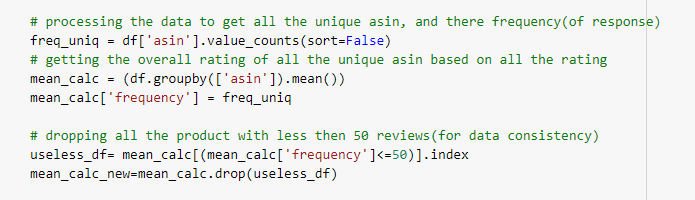 # processing the data to get all the unique asin, and there frequency(of response)
freq_uniq = df['asin'].value_counts(sort=False)
# getting the overall rating of all the unique asin based on all the rating
mean_calc = (df.groupby(['asin']).mean())
mean_calc['frequency'] = freq_uniq
# dropping all the product with less then 50 reviews(for data consistency)
useless_df= mean_calc[(mean_calc['frequency']<=50)].index
mean_calc_new=mean_calc.drop(useless_df)